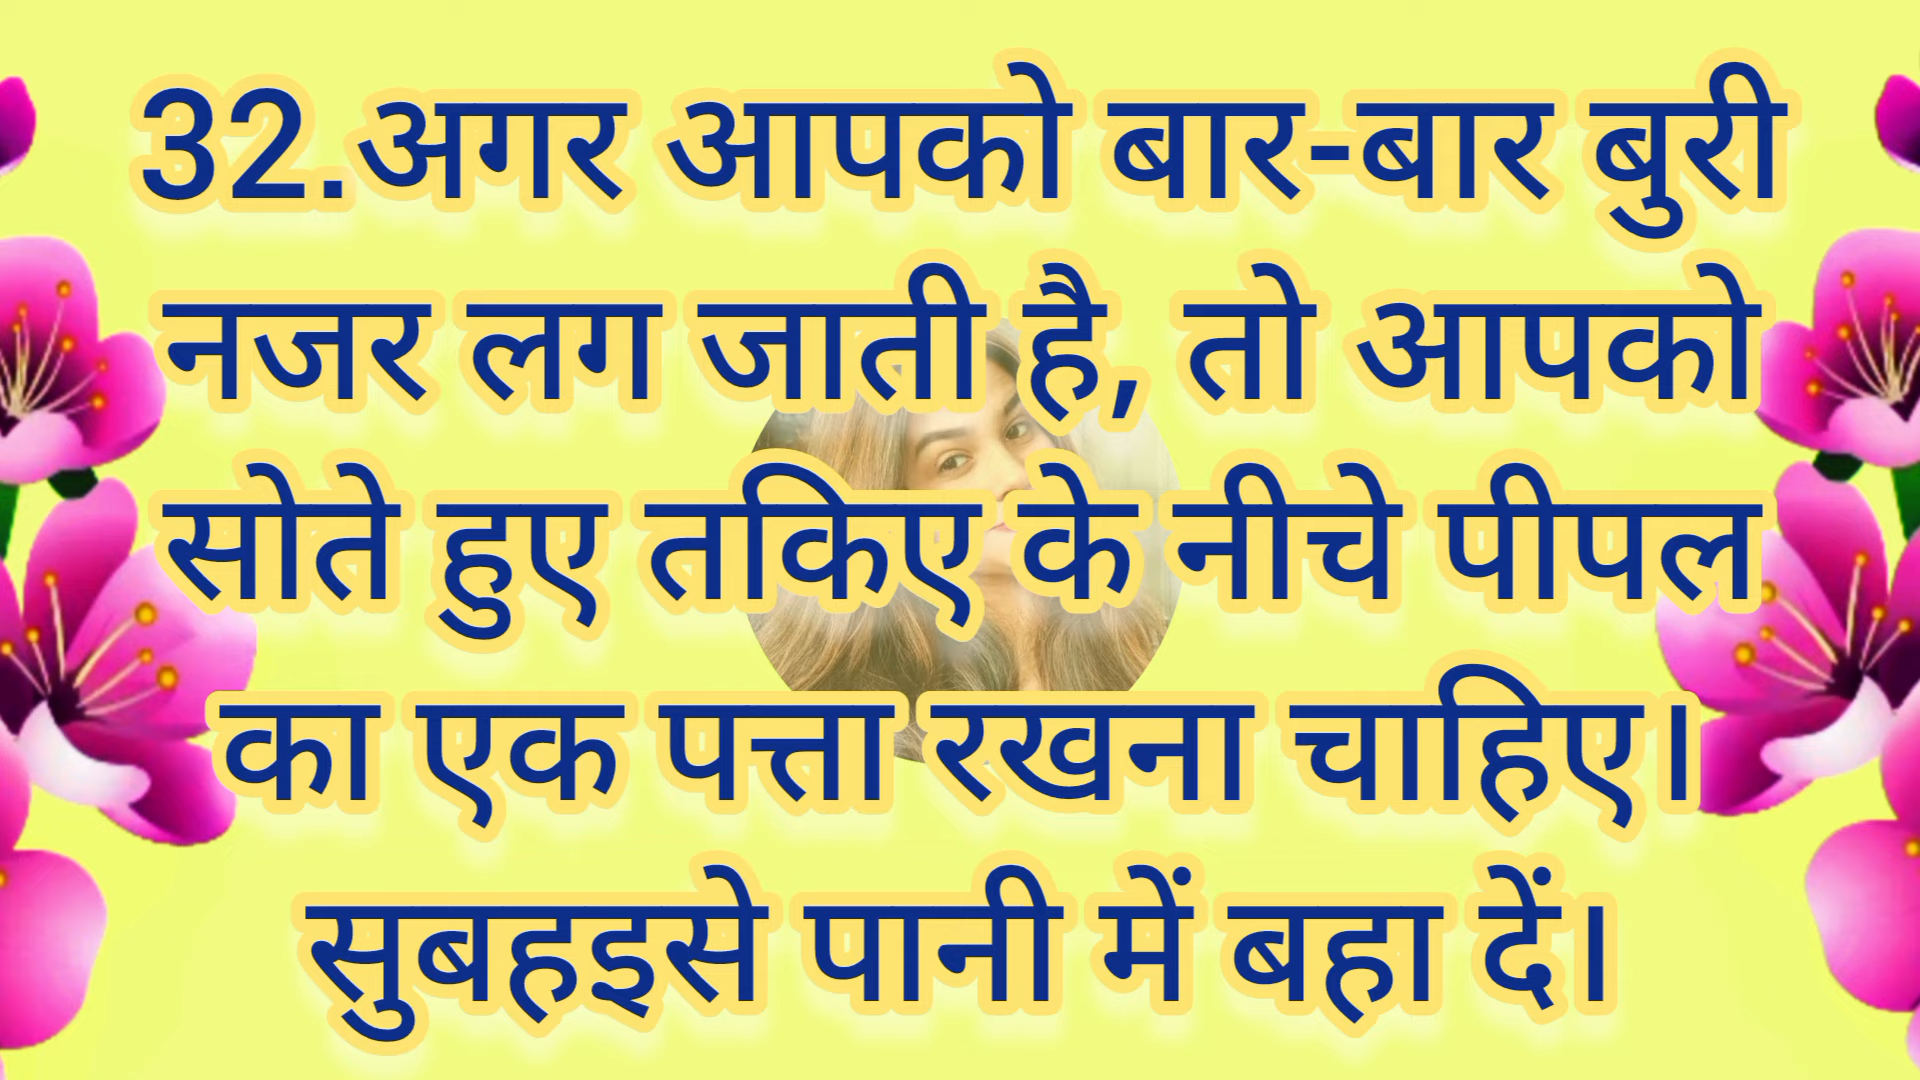 32.अगर आपको बार-बार बुरी
नजर लग जाती है, तो आपको
सोते हुए तकिए के नीचे पीपल
का एक पत्ता रखना चाहिए।
सुबहइसे पानी में बहा दें।